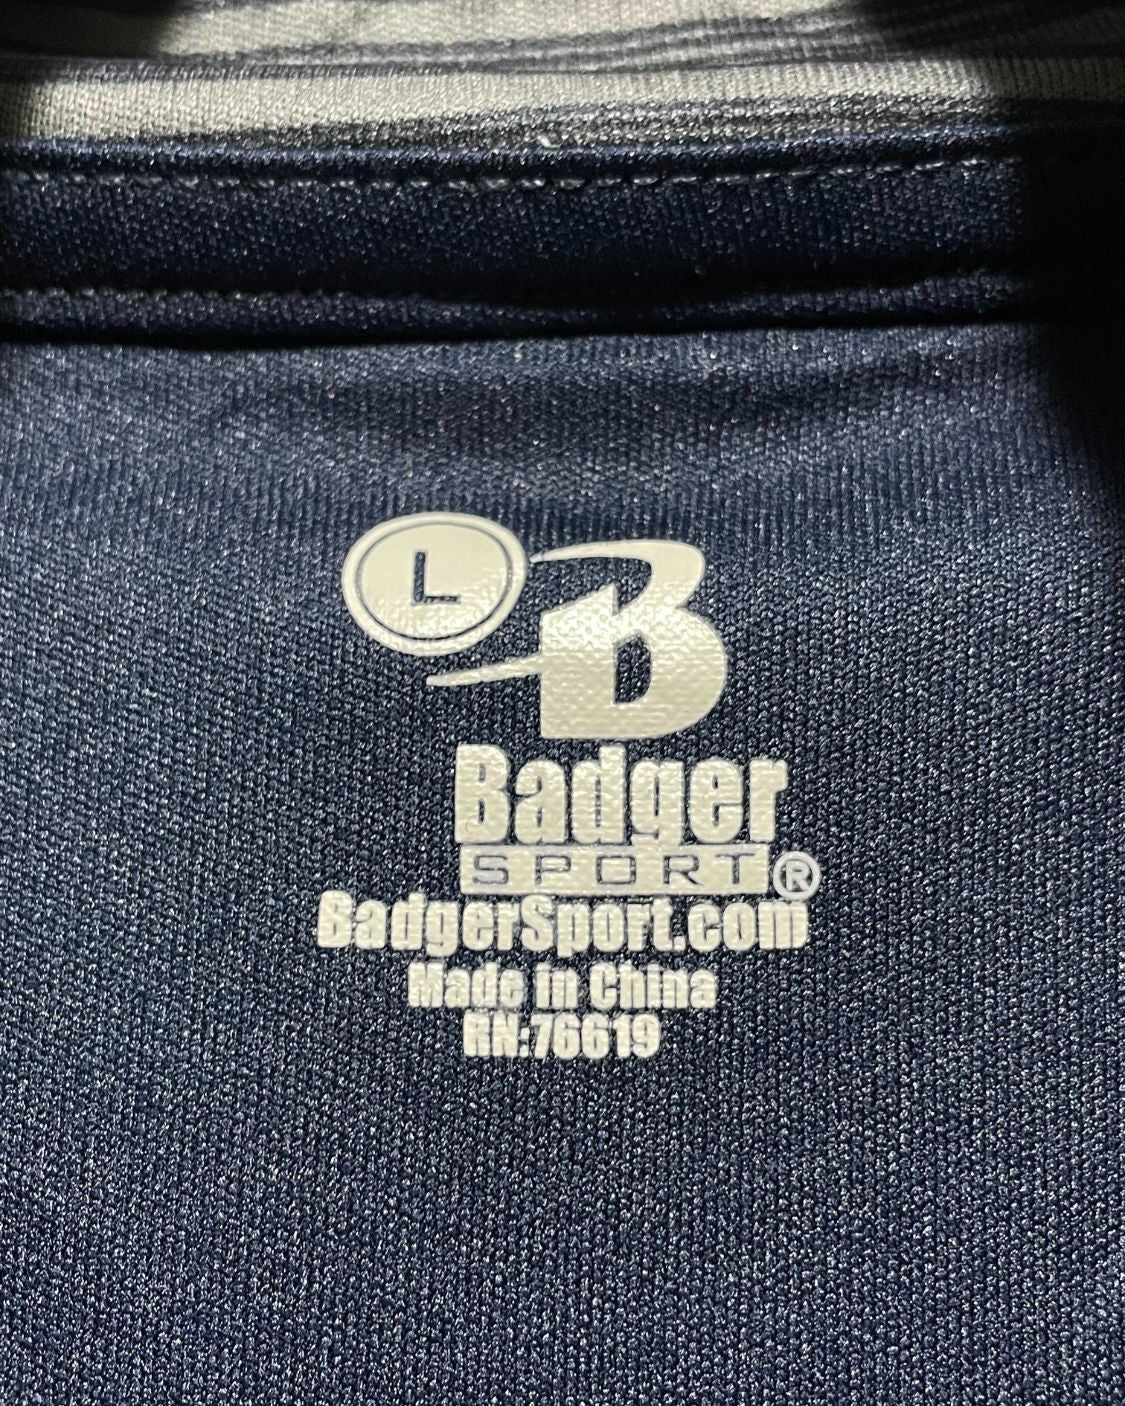 L
B
Badger
SPORT®
BadgerSport.com
Made in China
RN:76619